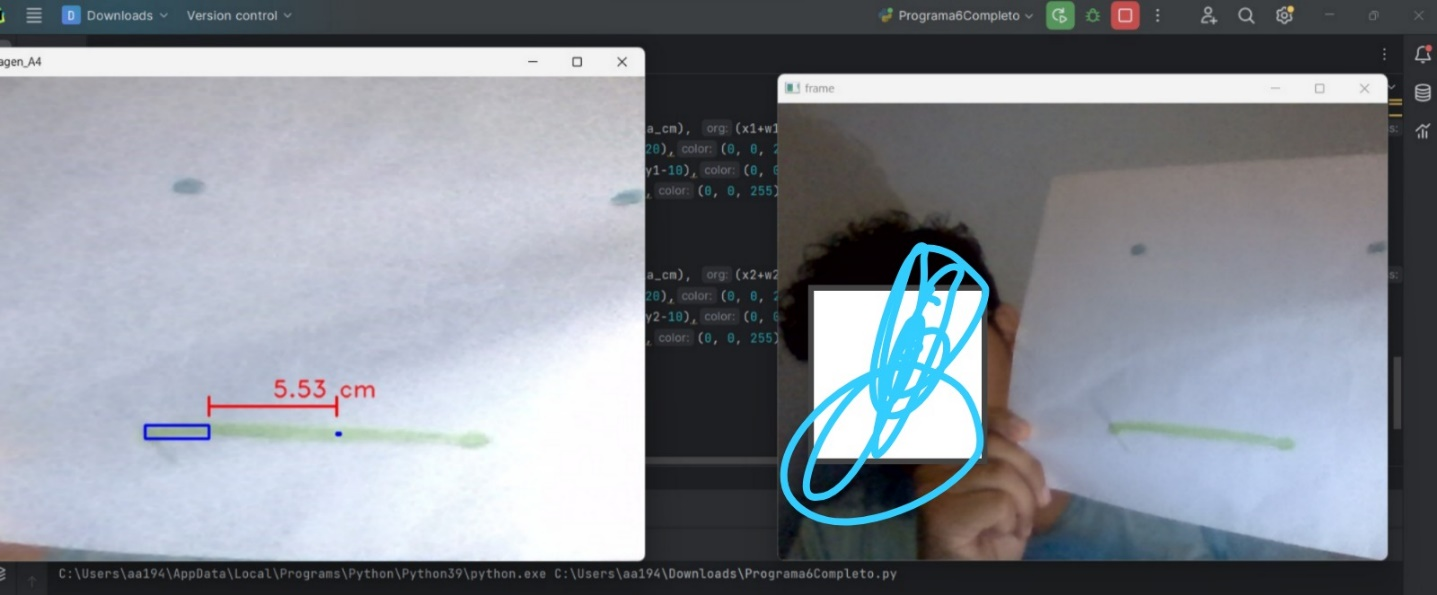 D Downloads Version control Programa6Completo
agen_A4
frame
a_cm), org: (x1+w1
20), color: (0, 0, 2
y1-10), color: (0, 0
, color: (0, 0, 255)
a_cm), org: (x2+w2
20), color: (0, 0, 2
y2-10), color: (0, 0
, color: (0, 0, 255)
5.53 cm
C:\Users\aa194\AppData\Local\Programs\Python\Python39\python.exe C:\Users\aa194\Downloads\Programa6Completo.py